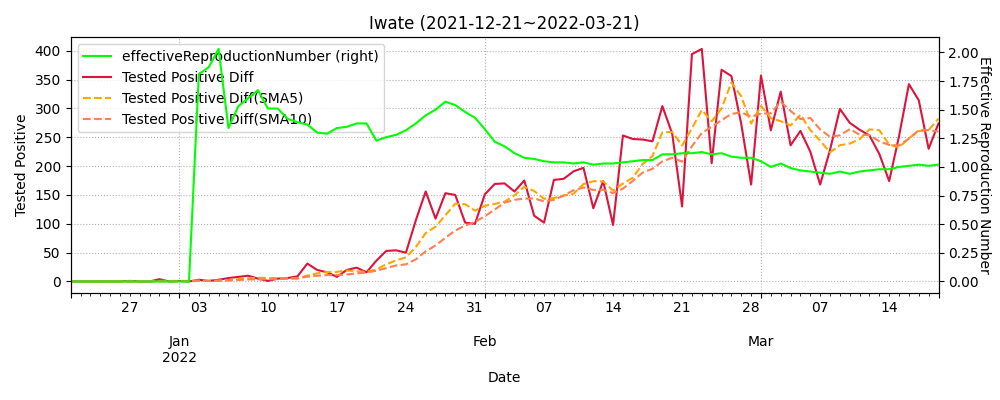 Iwate (2021-12-21~2022-03-21)
effectiveReproductionNumber (right)
Tested Positive Diff
Tested Positive Diff(SMA5)
Tested Positive Diff(SMA10)
Tested Positive
400
350
300
250
200
150
100
50
0
2.00
1.75
1.50
1.25
1.00
0.75
0.50
0.25
0.00
Effective Reproduction Number
27 03 10 17 24 07 14 21 28 07 14
Jan Feb Mar
2022
Date